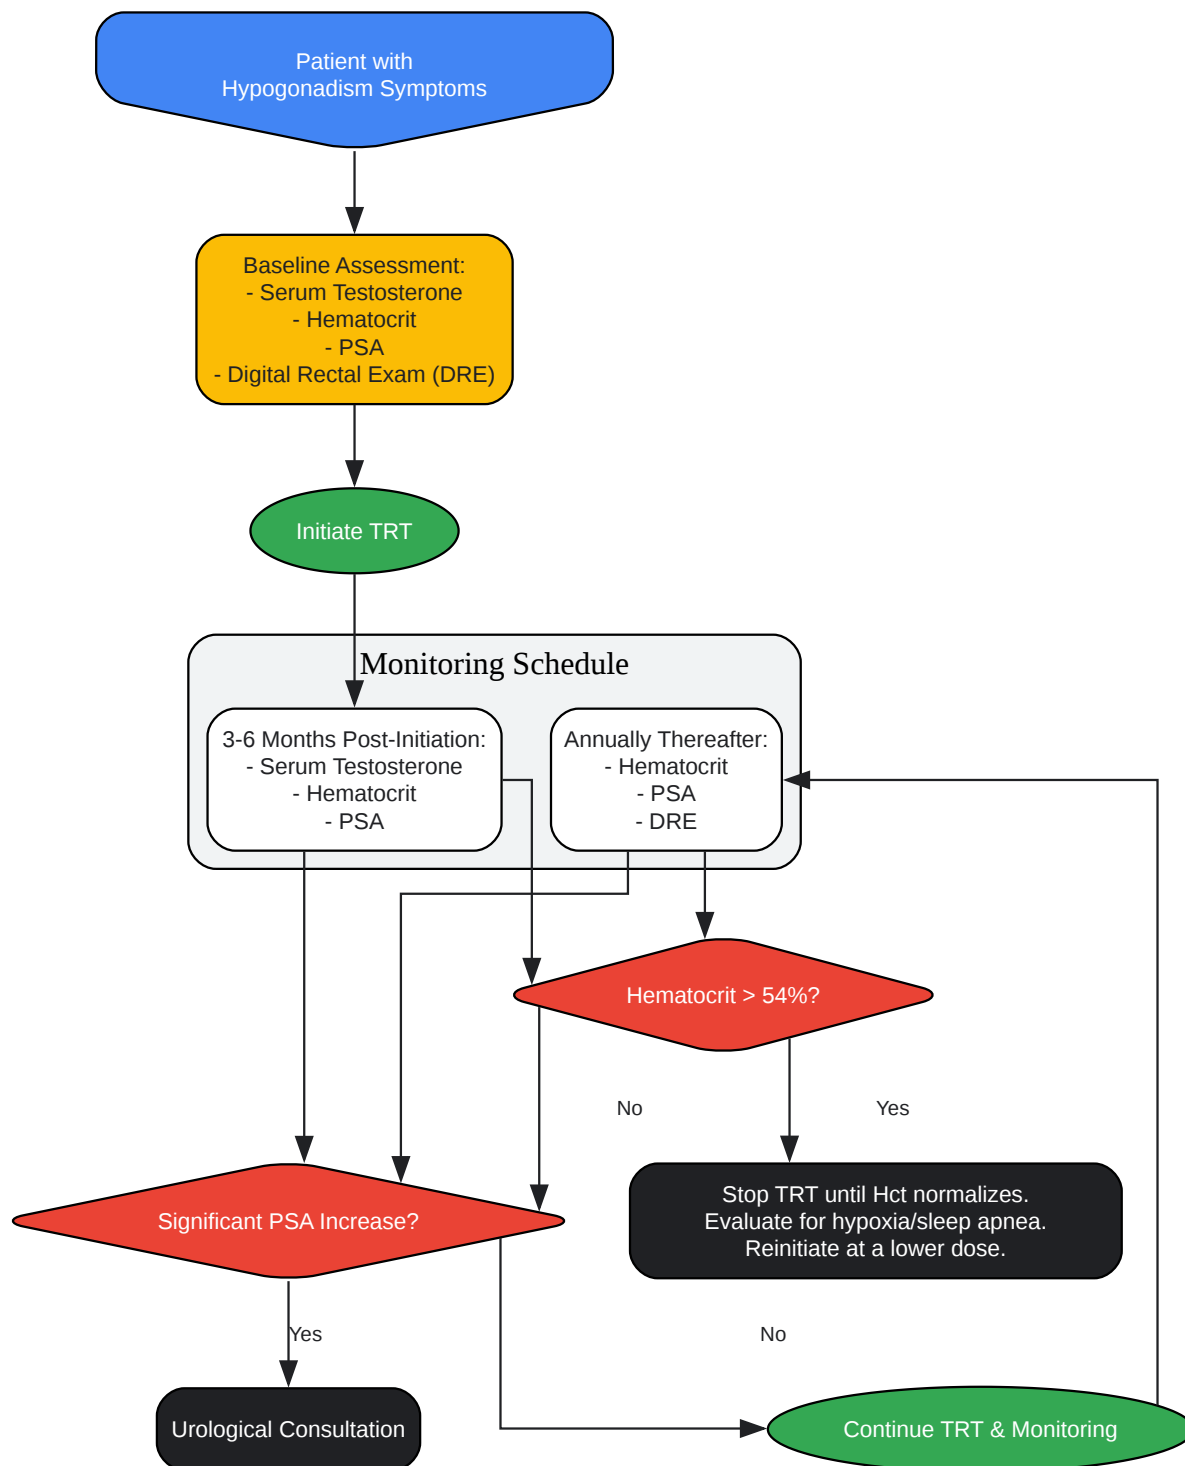 Patient with
Hypogonadism Symptoms
Baseline Assessment:
- Serum Testosterone
- Hematocrit
- PSA
- Digital Rectal Exam (DRE)
Initiate TRT
Monitoring Schedule
3-6 Months Post-Initiation:
- Serum Testosterone
- Hematocrit
- PSA
Annually Thereafter:
- Hematocrit
- PSA
- DRE
Hematocrit > 54%?
No
Yes
Stop TRT until Hct normalizes.
Evaluate for hypoxia/sleep apnea.
Reinitiate at a lower dose.
Significant PSA Increase?
Yes
No
Urological Consultation
Continue TRT & Monitoring